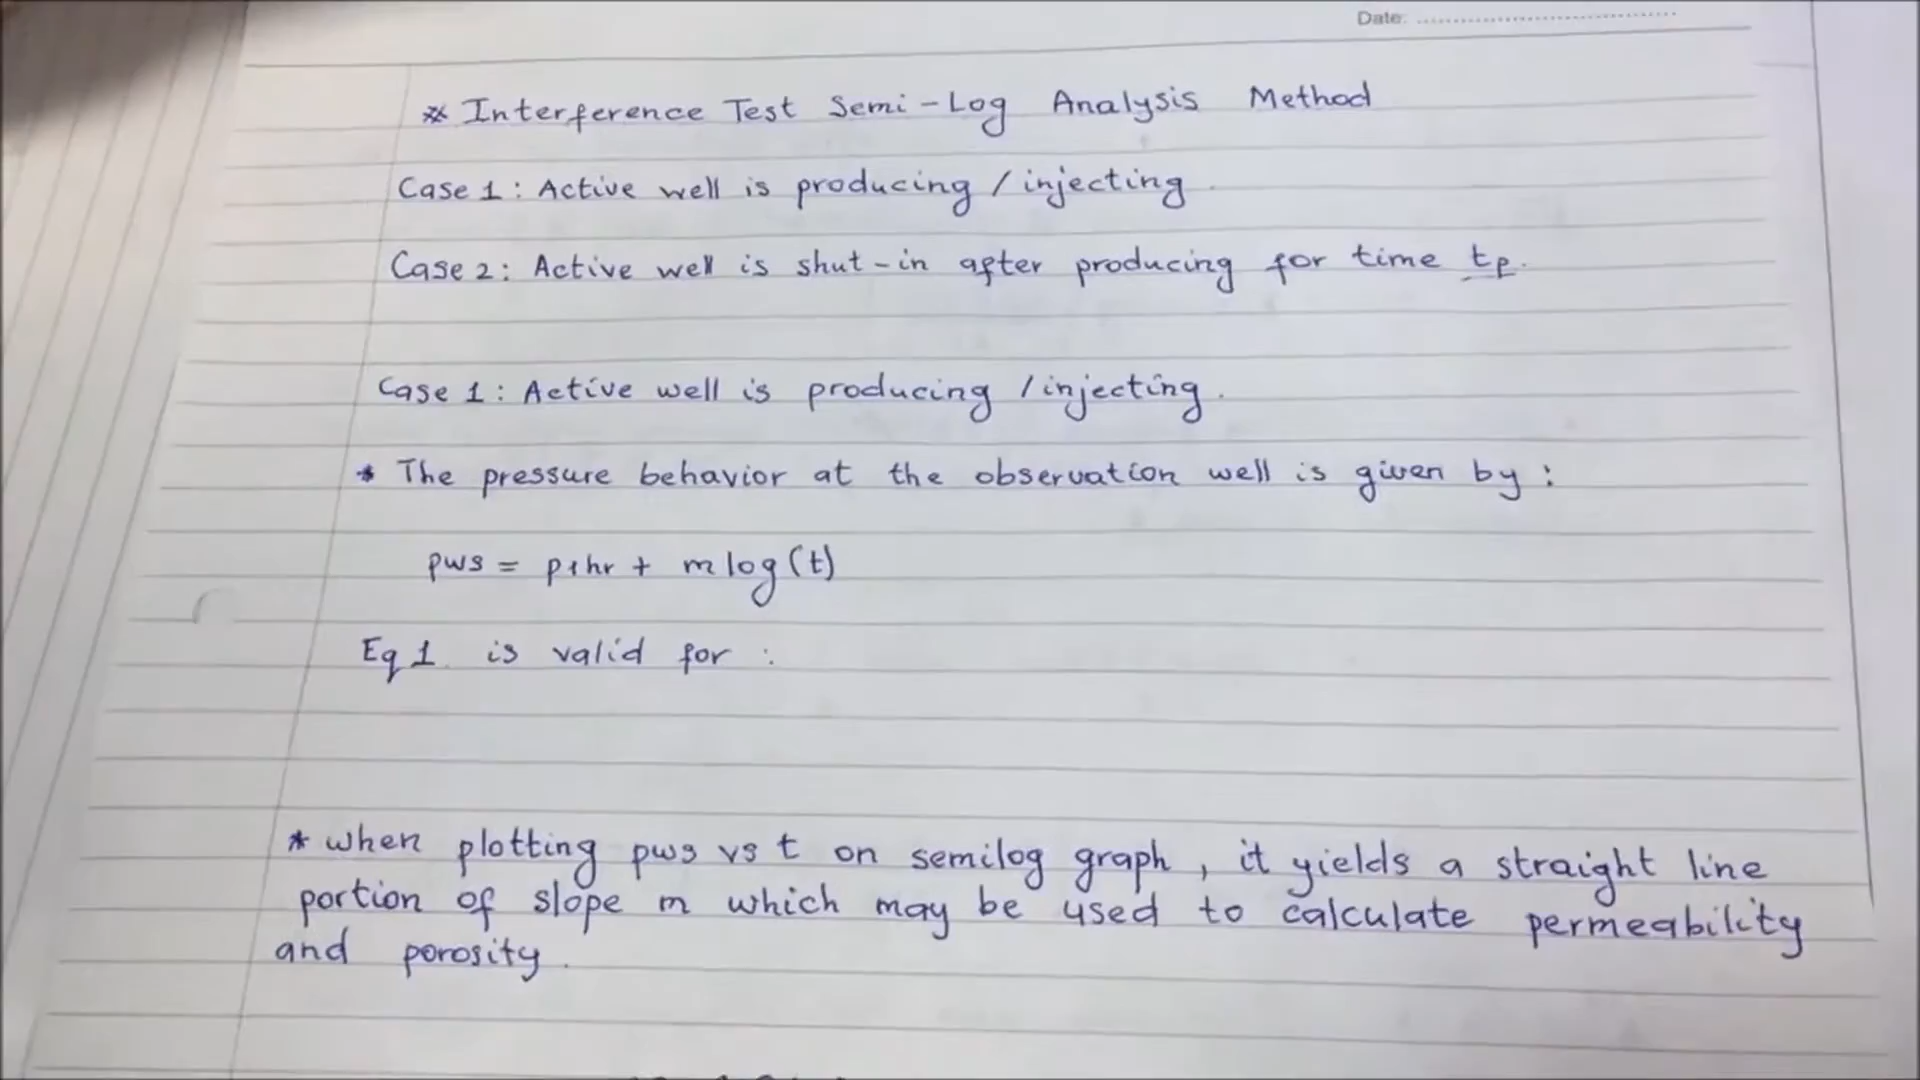 Date:
* Interference Test Semi-Log Analysis Method
Case 1: Active well is producing / injecting.
Case 2: Active well is shut-in after producing for time tp.
Case 1: Active well is producing / injecting.
* The pressure behavior at the observation well is given by:
pws = p1hr + m log(t)
Eq 1 is valid for :
* when plotting pws vs t on semilog graph, it yields a straight line
portion of slope m which may be used to calculate permeability
and porosity.